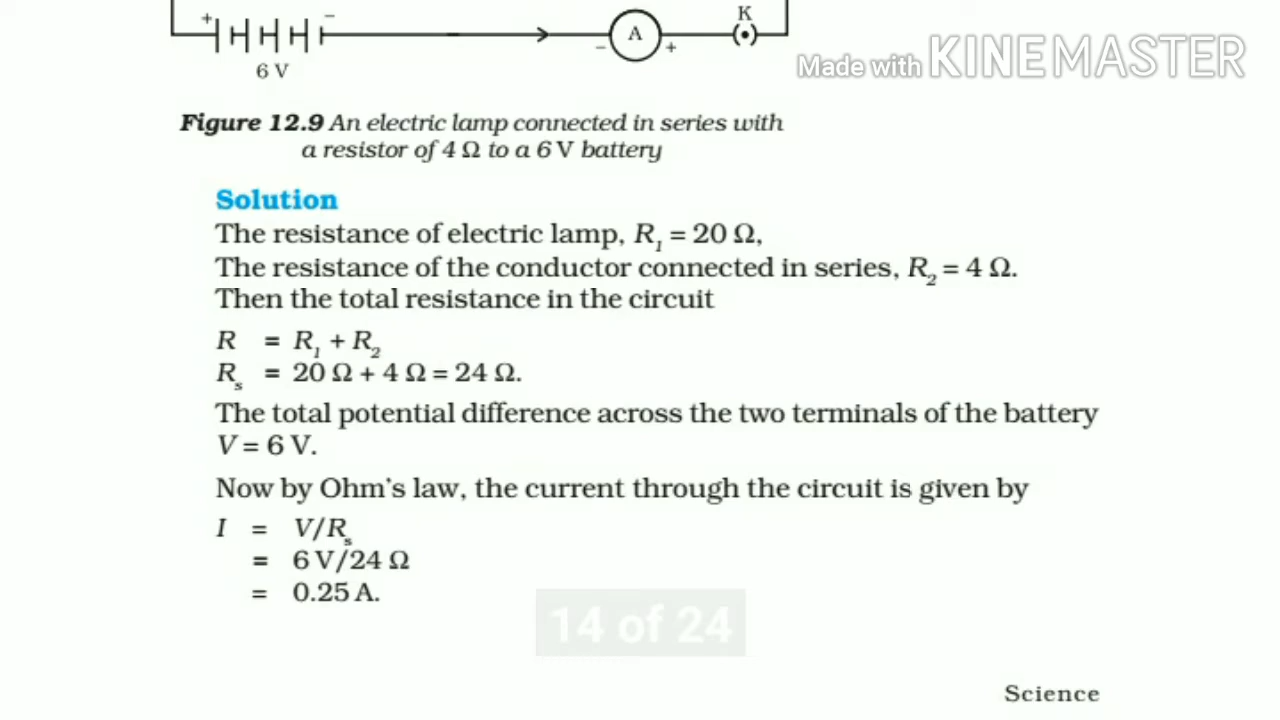 + −
6 V
− A +
K
(•)
Made with KINEMASTER
Figure 12.9 An electric lamp connected in series with
a resistor of 4 Ω to a 6 V battery
Solution
The resistance of electric lamp, R₁ = 20 Ω,
The resistance of the conductor connected in series, R₂ = 4 Ω.
Then the total resistance in the circuit
R = R₁ + R₂
Rₛ = 20 Ω + 4 Ω = 24 Ω.
The total potential difference across the two terminals of the battery
V = 6 V.
Now by Ohm's law, the current through the circuit is given by
I = V/Rₛ
= 6 V/24 Ω
= 0.25 A.
14 of 24
Science